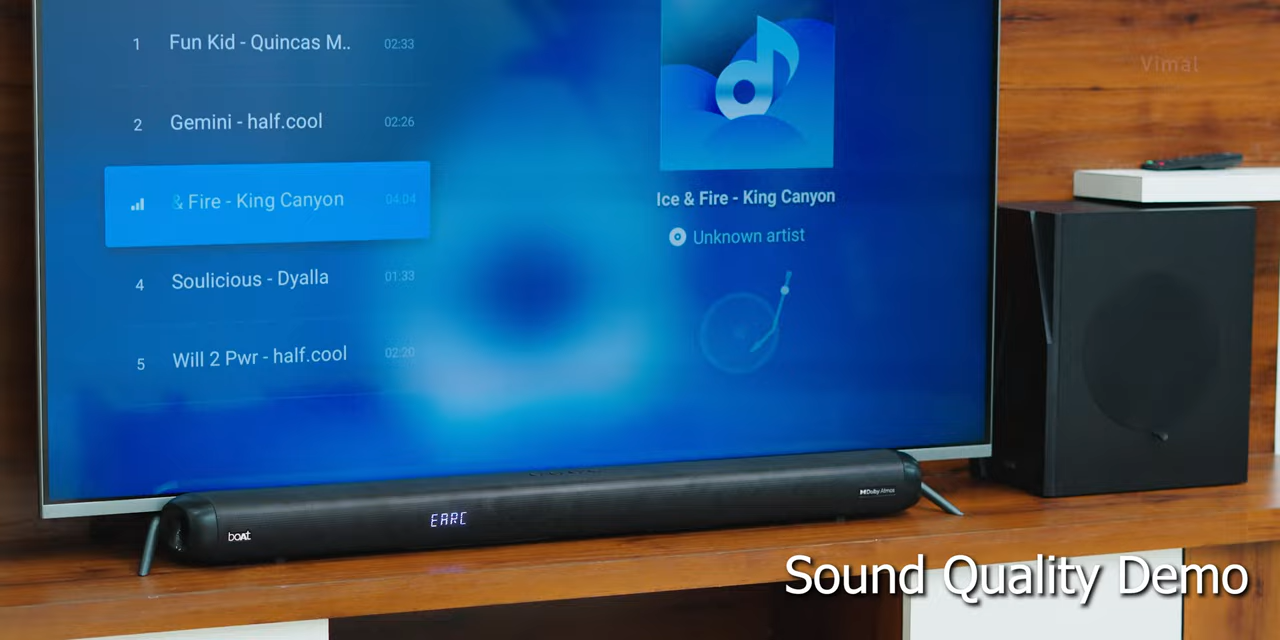 1 Fun Kid - Quincas M.. 02:33
2 Gemini - half.cool 02:26
& Fire - King Canyon 04:04
4 Soulicious - Dyalla 01:33
5 Will 2 Pwr - half.cool 02:20
Ice & Fire - King Canyon
Unknown artist
Vimal
boAt
EARC
Dolby Atmos
Sound Quality Demo